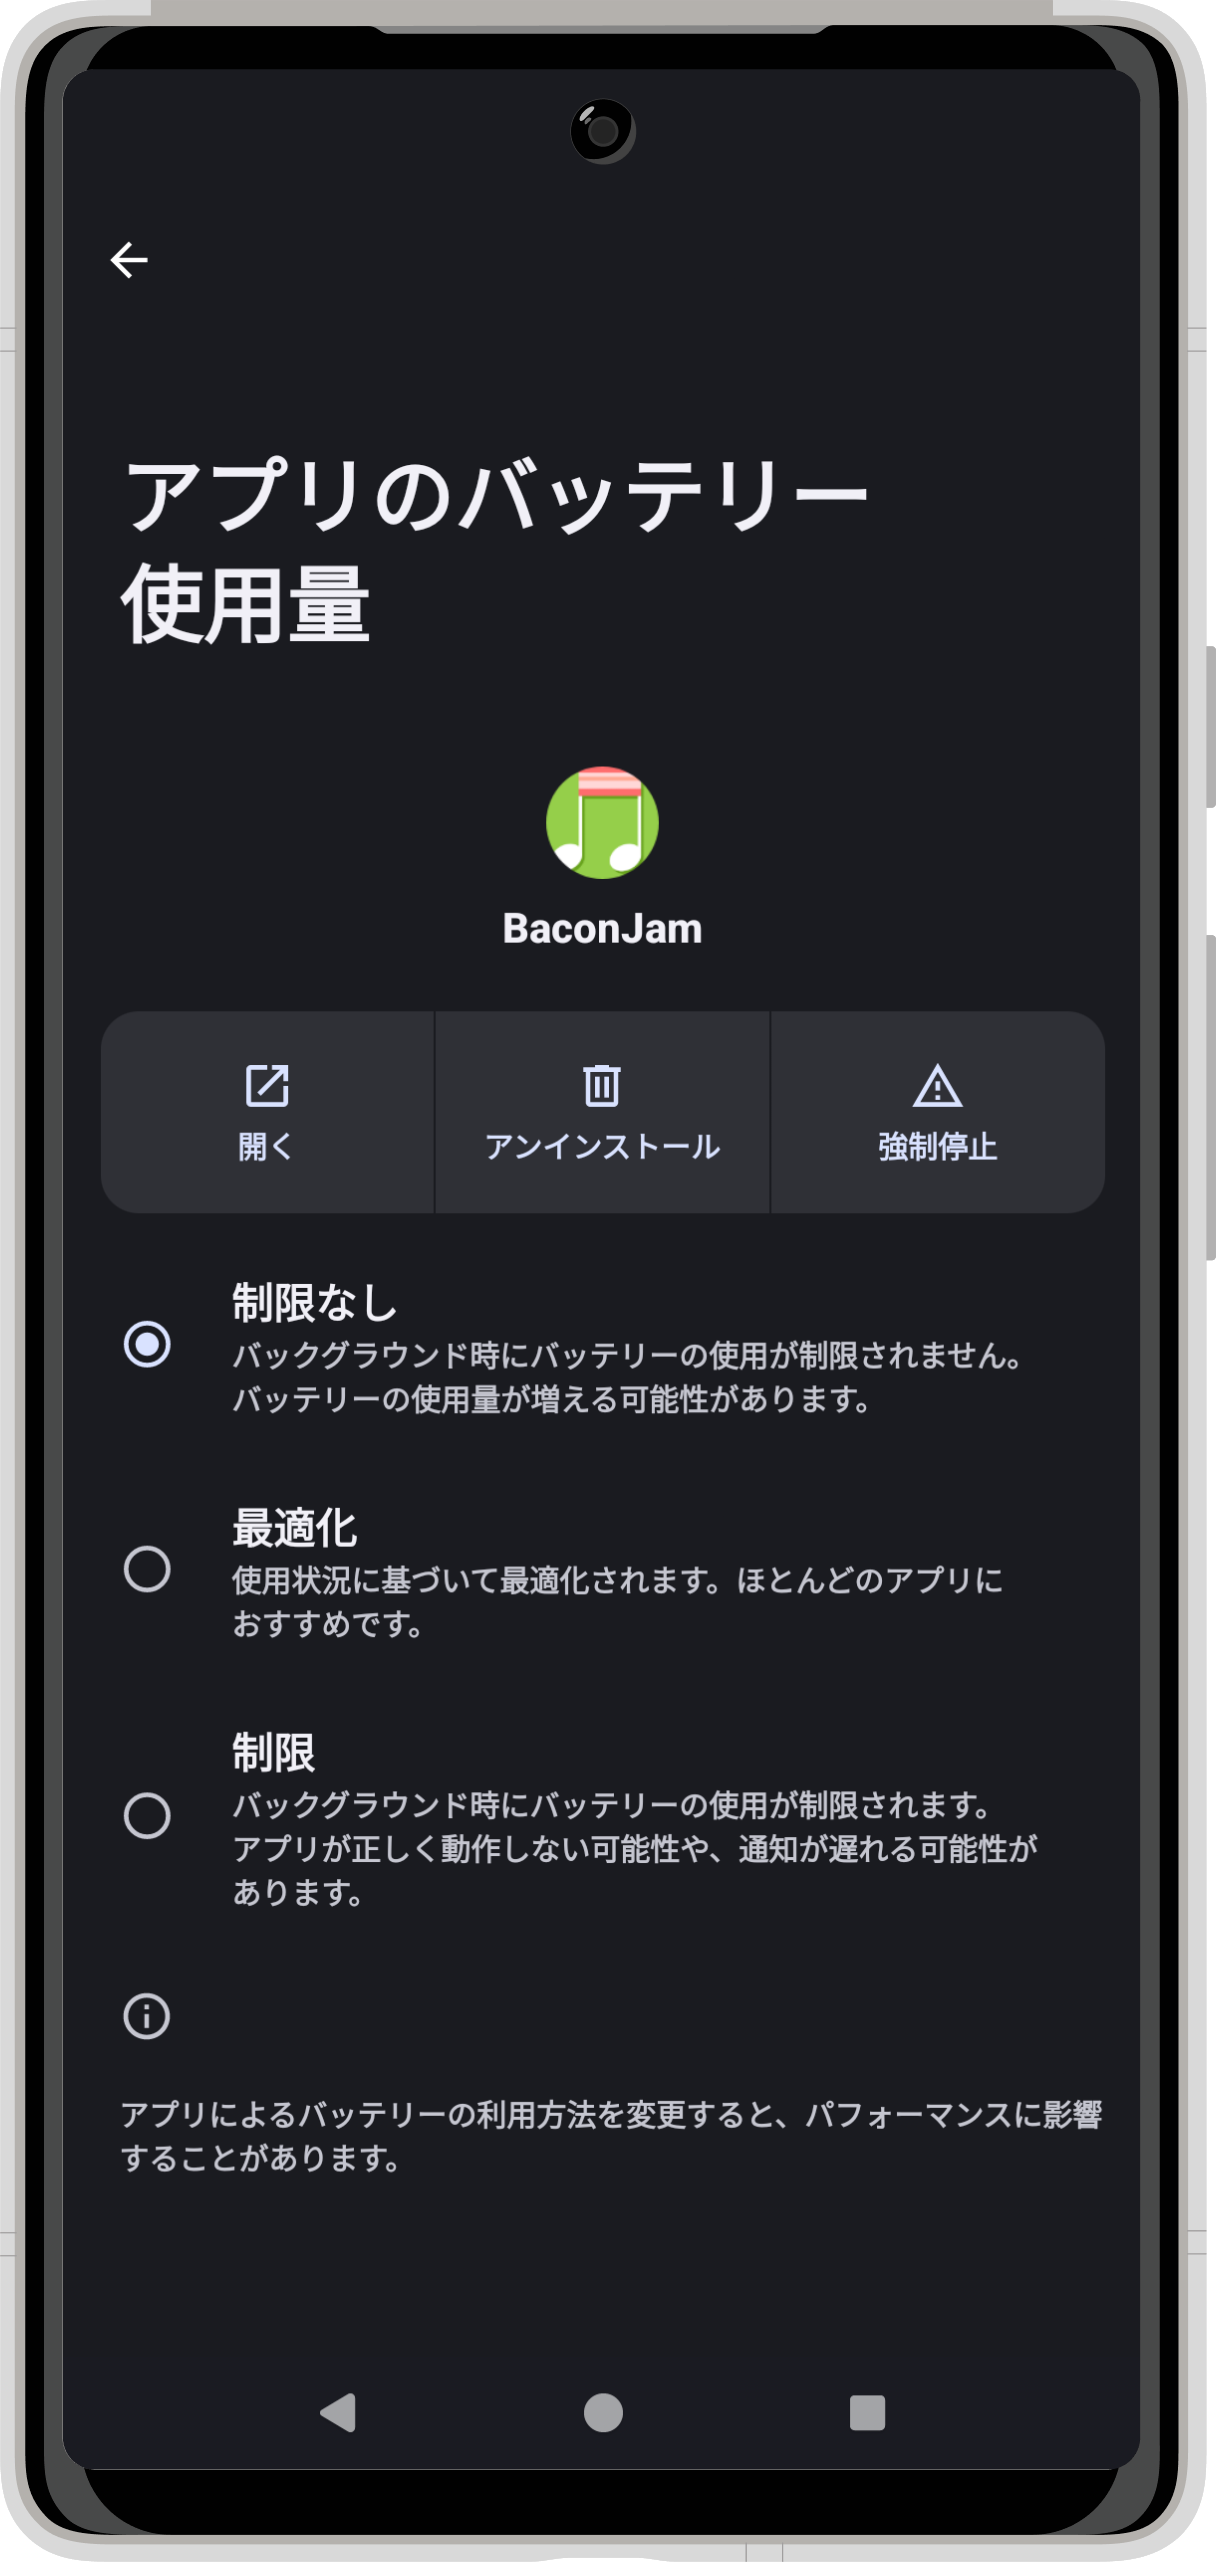 アプリのバッテリー
使用量
BaconJam
開く
アンインストール
強制停止
制限なし
バックグラウンド時にバッテリーの使用が制限されません。
バッテリーの使用量が増える可能性があります。
最適化
使用状況に基づいて最適化されます。ほとんどのアプリに
おすすめです。
制限
バックグラウンド時にバッテリーの使用が制限されます。
アプリが正しく動作しない可能性や、通知が遅れる可能性が
あります。
アプリによるバッテリーの利用方法を変更すると、パフォーマンスに影響
することがあります。